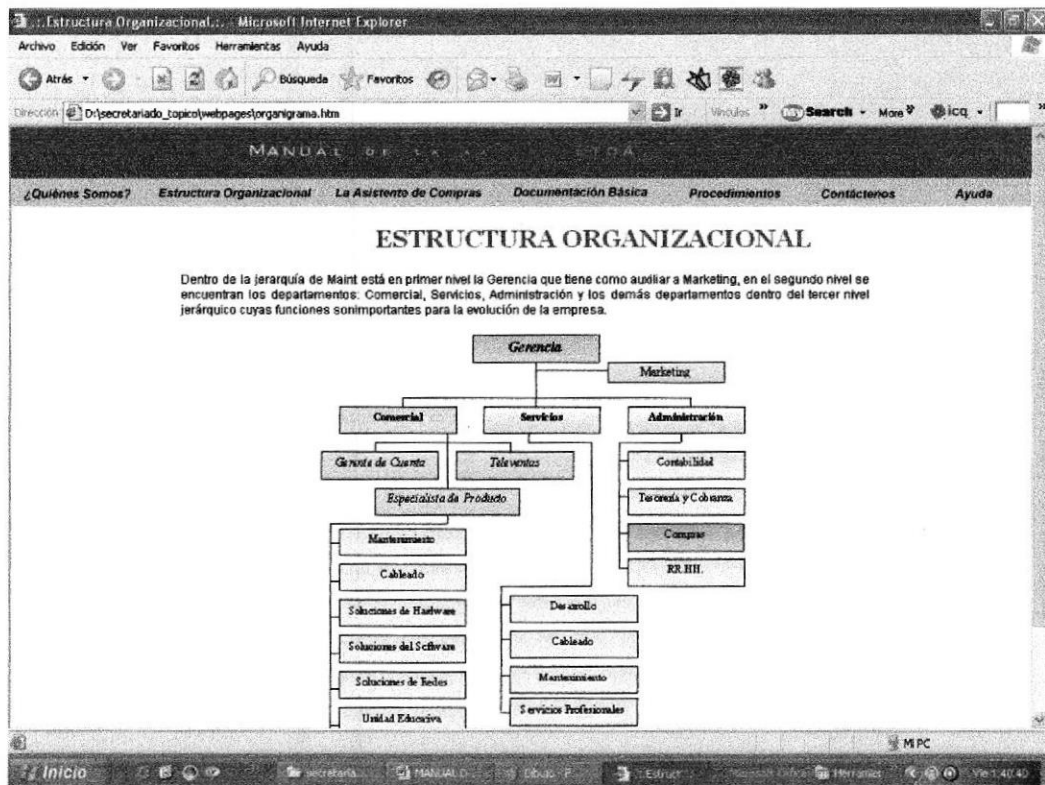 .:.Estructura Organizacional.:. - Microsoft Internet Explorer
Archivo Edición Ver Favoritos Herramientas Ayuda
Atrás Búsqueda Favoritos
Dirección D:\secretariado_topico\webpages\organigrama.htm Ir Vínculos » Search More icq »
MANUAL DE
¿Quiénes Somos? Estructura Organizacional La Asistente de Compras Documentación Básica Procedimientos Contáctenos Ayuda
ESTRUCTURA ORGANIZACIONAL
Dentro de la jerarquía de Maint está en primer nivel la Gerencia que tiene como auxiliar a Marketing, en el segundo nivel se
encuentran los departamentos: Comercial, Servicios, Administración y los demás departamentos dentro del tercer nivel
jerárquico cuyas funciones sonimportantes para la evolución de la empresa.
Gerencia
Marketing
Comercial Servicios Administración
Gerente de Cuenta Televentas Contabilidad
Especialista de Producto Tesorería y Cobranza
Mantenimiento Compras
Cableado RR.HH.
Soluciones de Hardware Desarrollo
Soluciones del Software Cableado
Soluciones de Redes Mantenimiento
Unidad Educativa Servicios Profesionales
Mi PC
Inicio secretaria... MANUAL D... Dibujo - P... .:.Estruct...